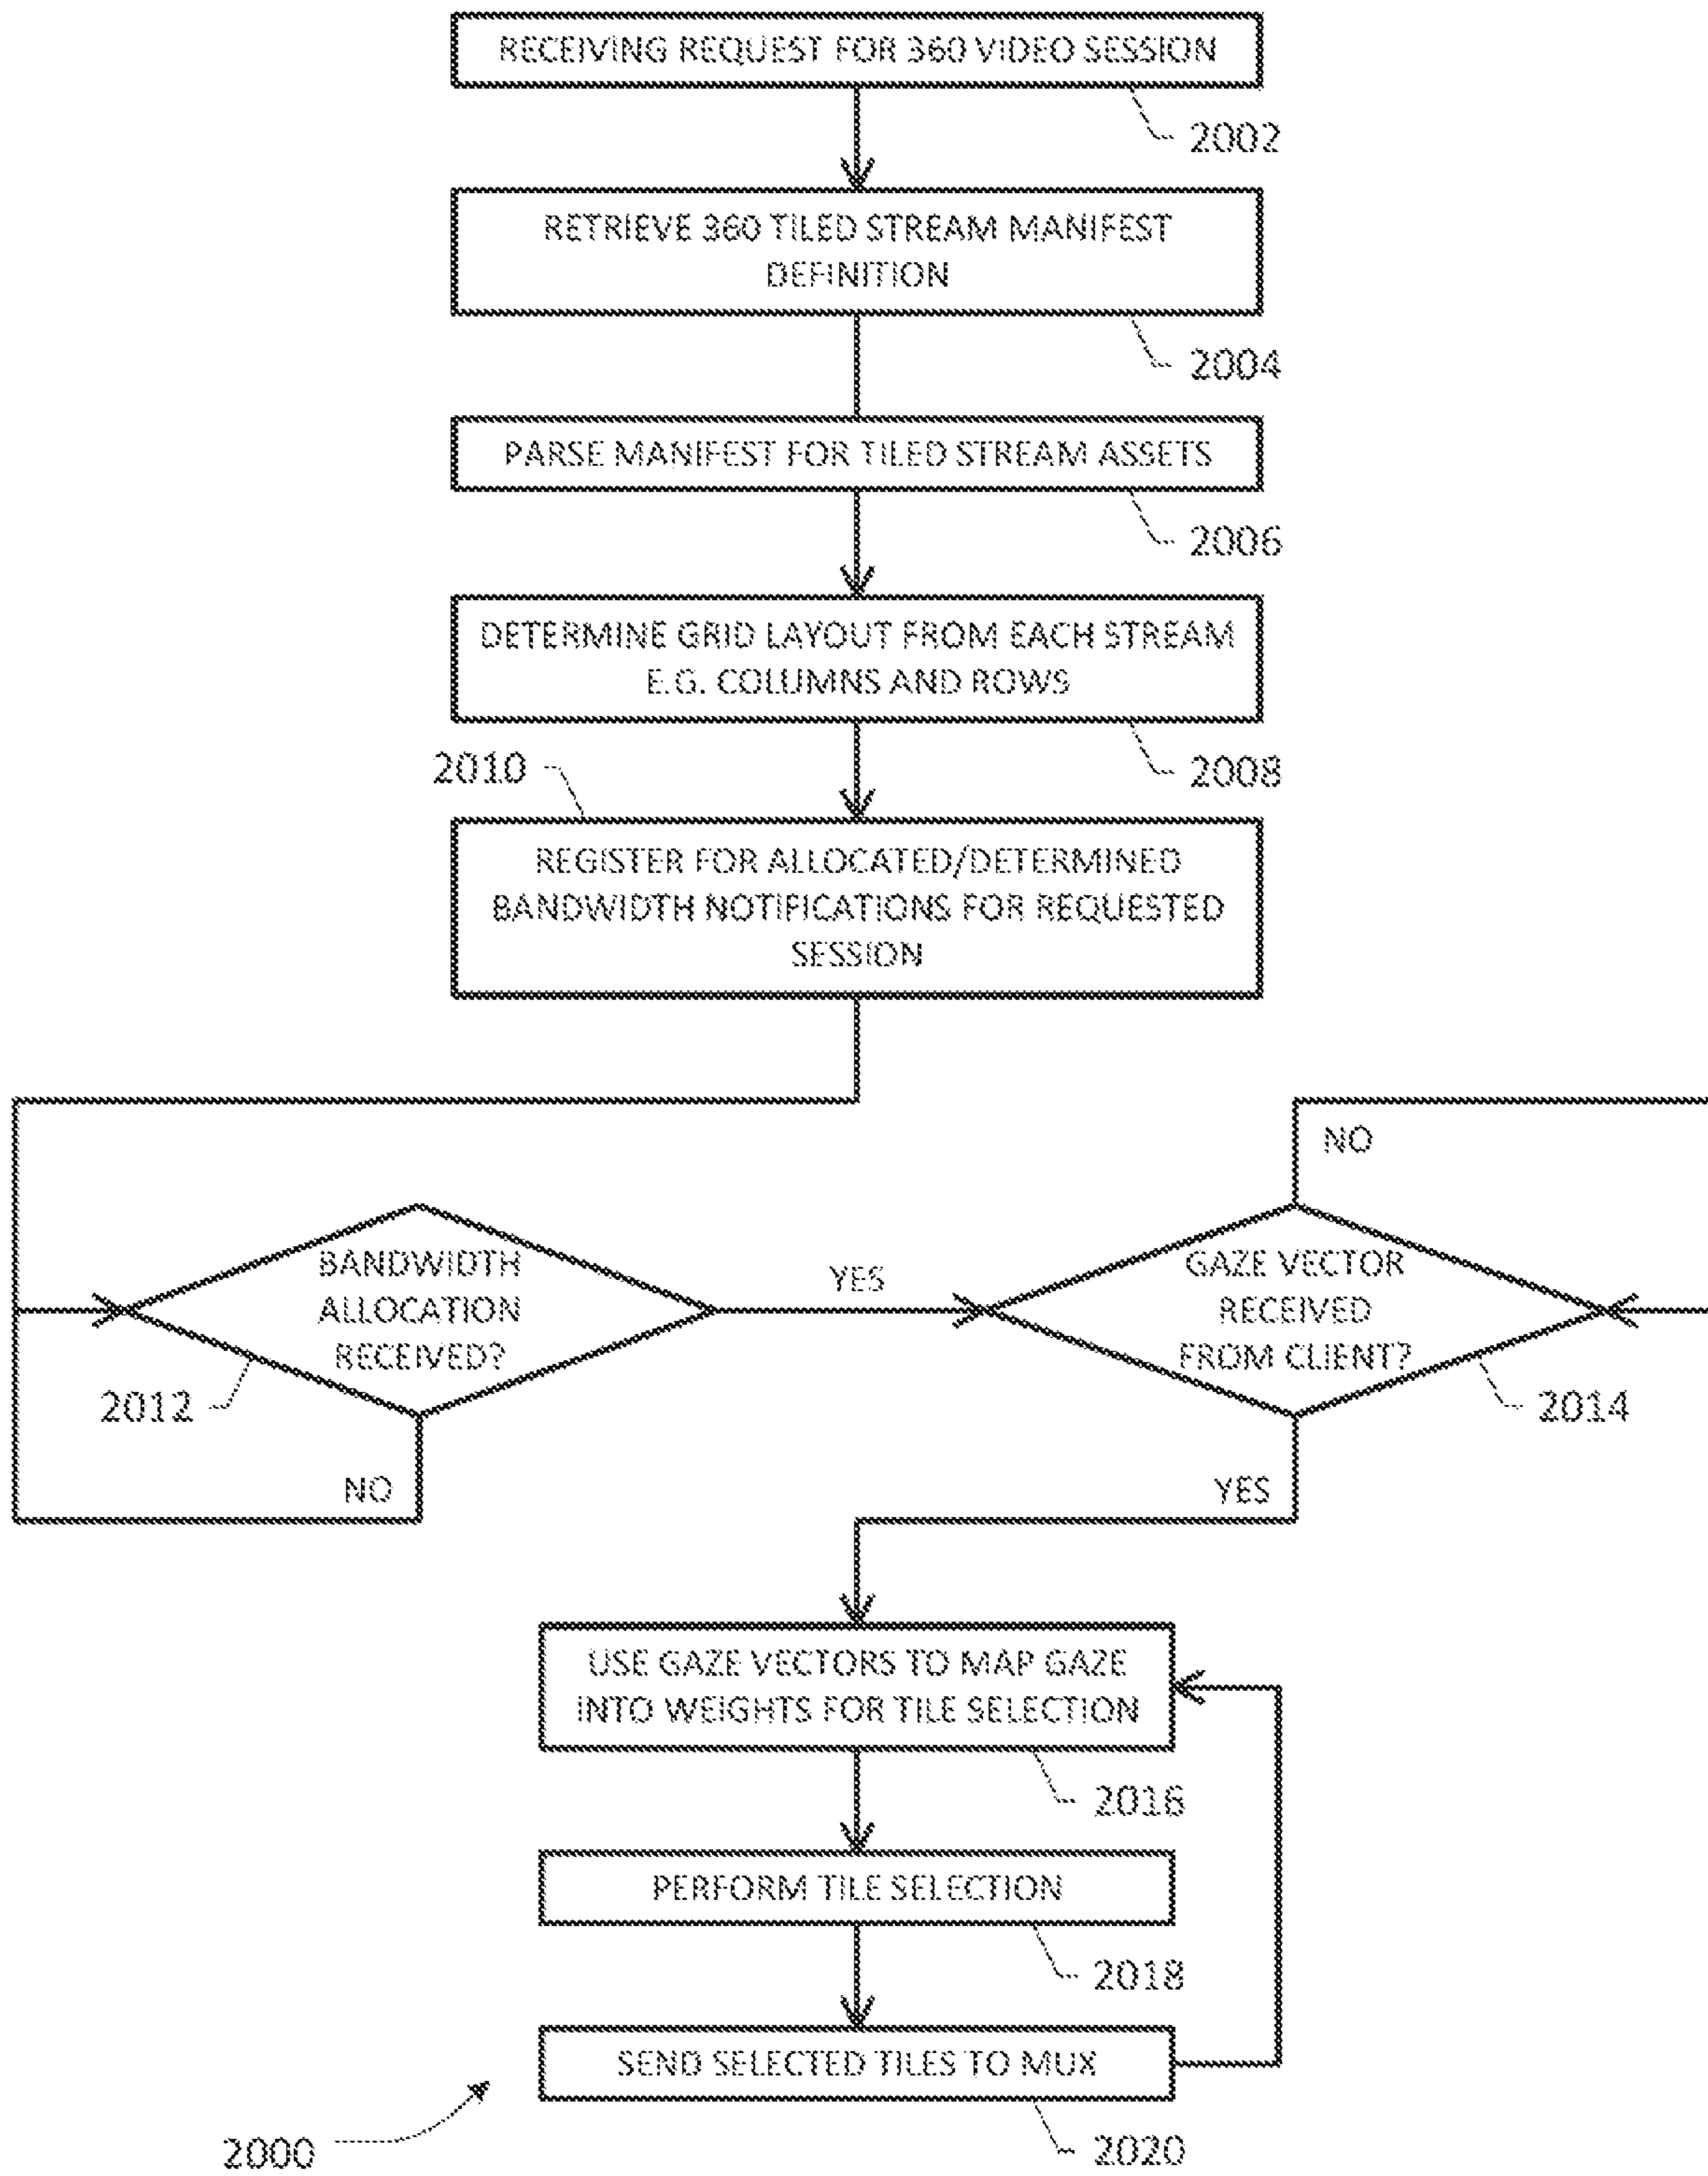 RECEIVING REQUEST FOR 360 VIDEO SESSION
2002
RETRIEVE 360 TILED STREAM MANIFEST
DEFINITION
2004
PARSE MANIFEST FOR TILED STREAM ASSETS
2006
DETERMINE GRID LAYOUT FROM EACH STREAM
E.G. COLUMNS AND ROWS
2008
2010
REGISTER FOR ALLOCATED/DETERMINED
BANDWIDTH NOTIFICATIONS FOR REQUESTED
SESSION
BANDWIDTH
ALLOCATION
RECEIVED?
2012
NO
YES
GAZE VECTOR
RECEIVED
FROM CLIENT?
2014
NO
YES
USE GAZE VECTORS TO MAP GAZE
INTO WEIGHTS FOR TILE SELECTION
2016
PERFORM TILE SELECTION
2018
SEND SELECTED TILES TO MUX
2020
2000